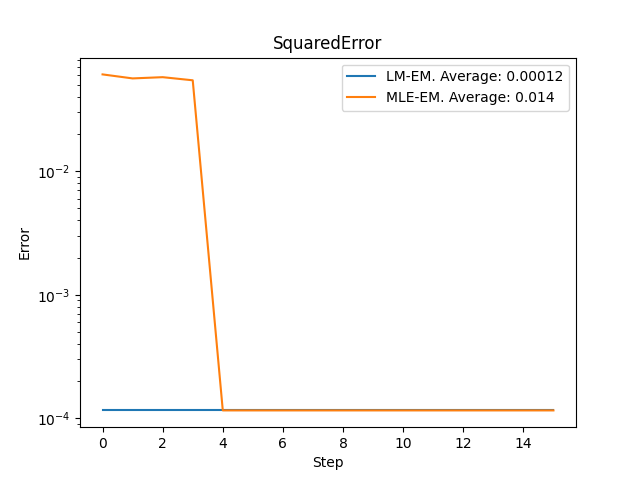 SquaredError
LM-EM. Average: 0.00012
MLE-EM. Average: 0.014
10⁻²
10⁻³
10⁻⁴
Error
0 2 4 6 8 10 12 14
Step